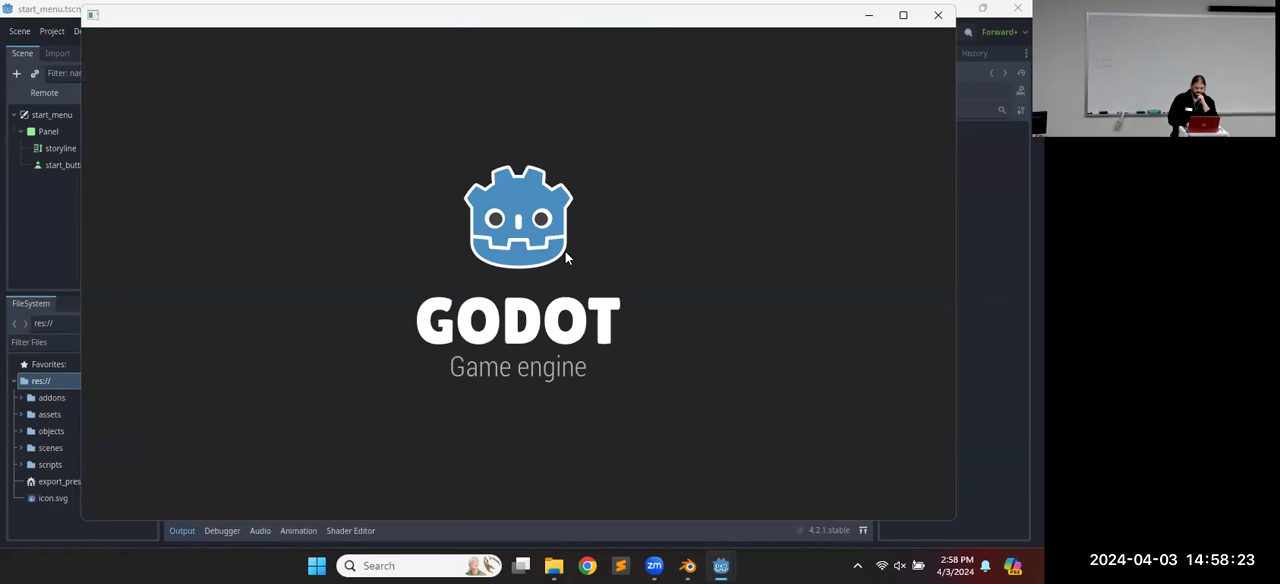 start_menu.tscn
Scene Project
Forward+
Scene Import
History
Filter: nar
Remote
start_menu
Panel
storyline
start_butt
GODOT
Game engine
FileSystem
res://
Filter Files
Favorites:
res://
addons
assets
objects
scenes
scripts
export_pres
icon.svg
Output Debugger Audio Animation Shader Editor
4.2.1.stable
Search
zm
2:58 PM
4/3/2024
PRE
2024-04-03 14:58:23